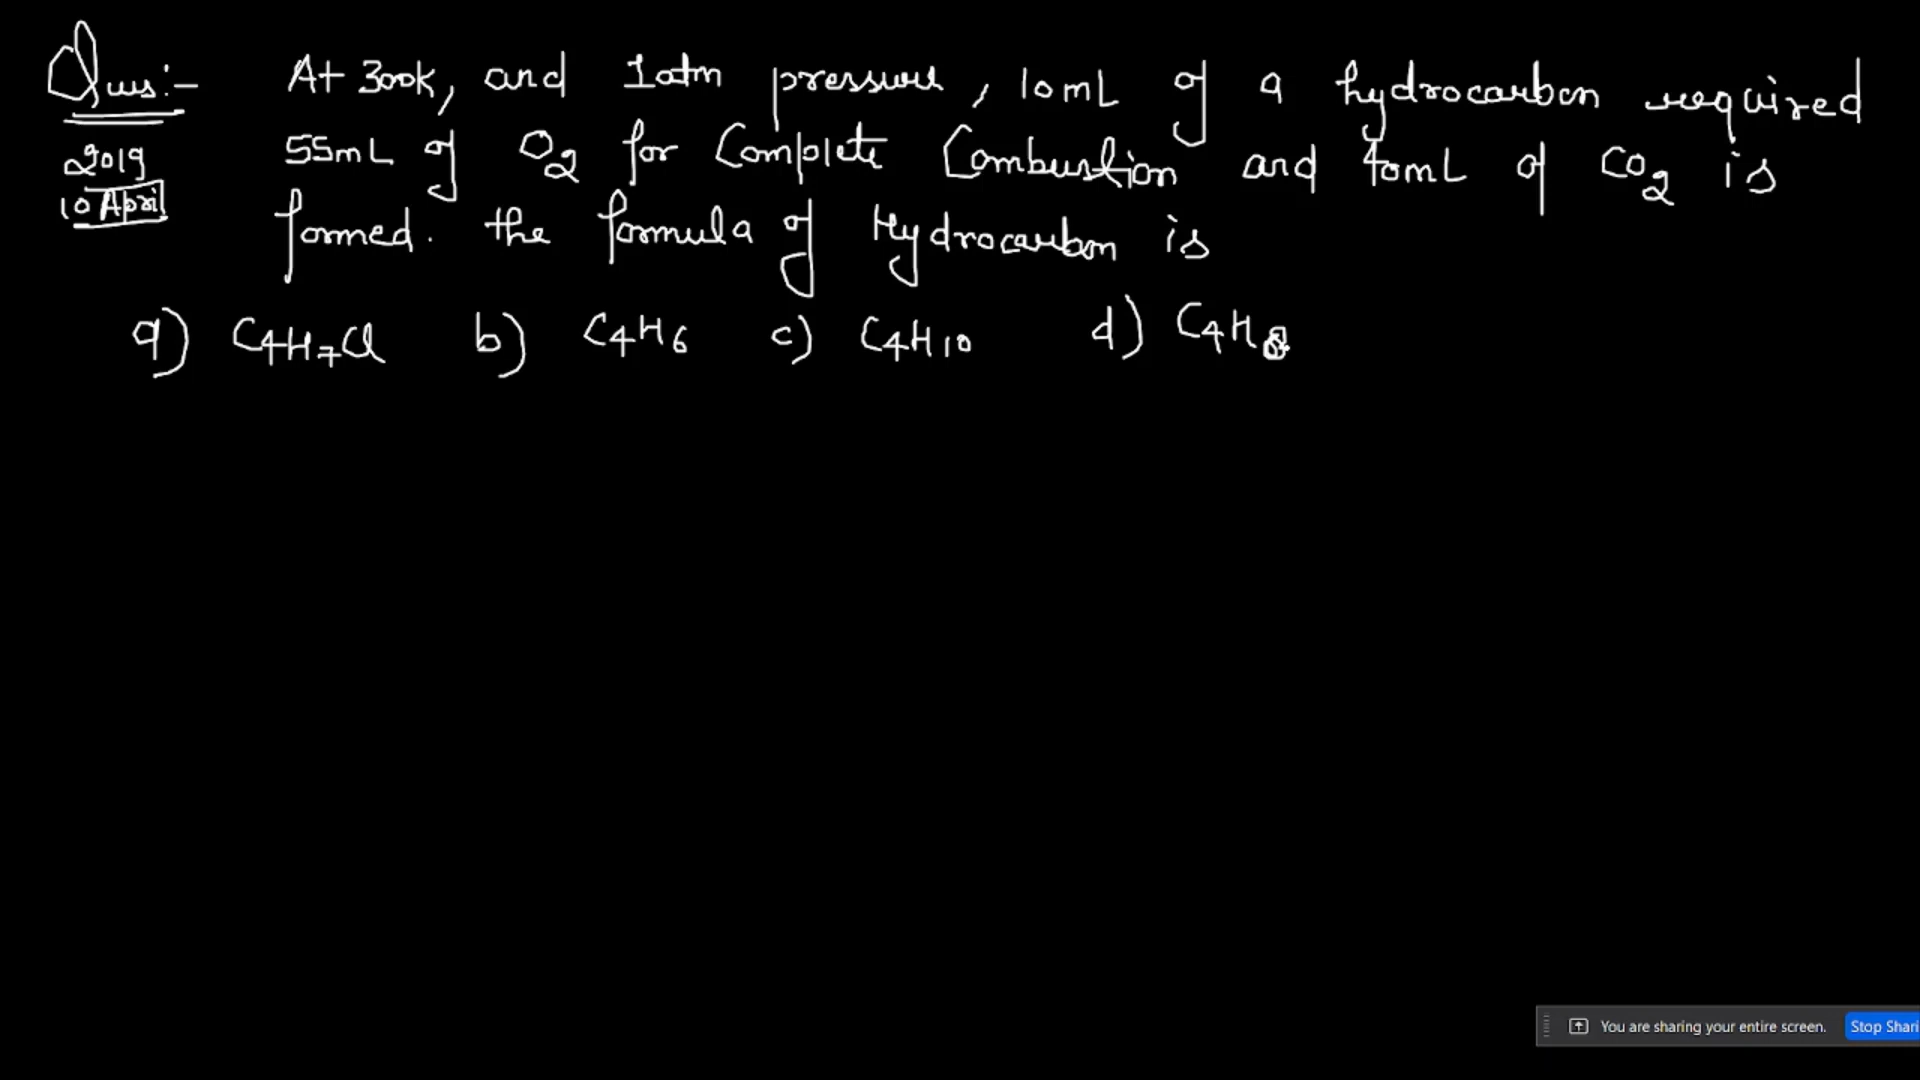 Ques:- At 300k, and 1atm pressure, 10mL of a hydrocarbon required
2019 55mL of O2 for Complete Combustion and 40mL of CO2 is
10 April formed. the formula of Hydrocarbon is
a) C4H7Cl b) C4H6 c) C4H10 d) C4H8
You are sharing your entire screen. Stop Shari